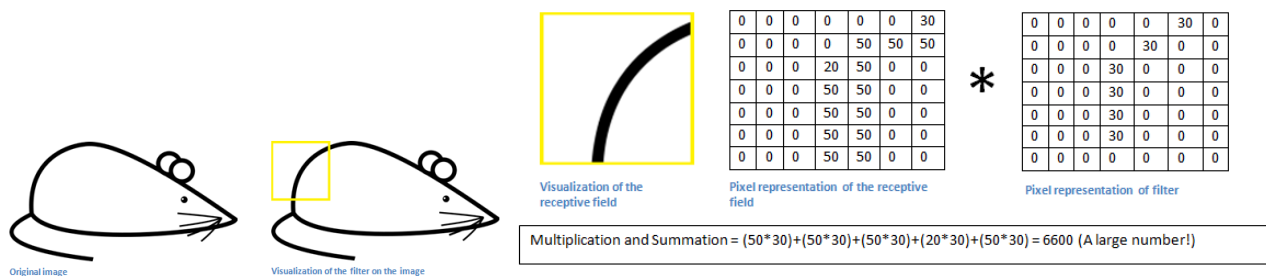 0 0 0 0 0 0 30
0 0 0 0 50 50 50
0 0 0 20 50 0 0
0 0 0 50 50 0 0
0 0 0 50 50 0 0
0 0 0 50 50 0 0
0 0 0 50 50 0 0
*
0 0 0 0 0 30 0
0 0 0 0 30 0 0
0 0 0 30 0 0 0
0 0 0 30 0 0 0
0 0 0 30 0 0 0
0 0 0 30 0 0 0
0 0 0 0 0 0 0
Visualization of the
receptive field
Pixel representation of the receptive
field
Pixel representation of filter
Multiplication and Summation = (50*30)+(50*30)+(50*30)+(20*30)+(50*30) = 6600 (A large number!)
Original image
Visualization of the filter on the image